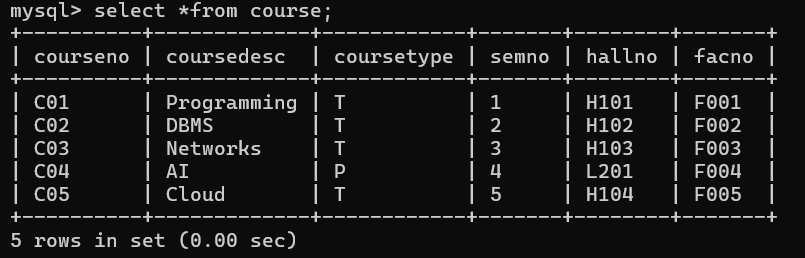 mysql> select *from course;
+----------+-------------+------------+-------+--------+-------+
| courseno | coursedesc  | coursetype | semno | hallno | facno |
+----------+-------------+------------+-------+--------+-------+
| C01      | Programming | T          | 1     | H101   | F001  |
| C02      | DBMS        | T          | 2     | H102   | F002  |
| C03      | Networks    | T          | 3     | H103   | F003  |
| C04      | AI          | P          | 4     | L201   | F004  |
| C05      | Cloud       | T          | 5     | H104   | F005  |
+----------+-------------+------------+-------+--------+-------+
5 rows in set (0.00 sec)